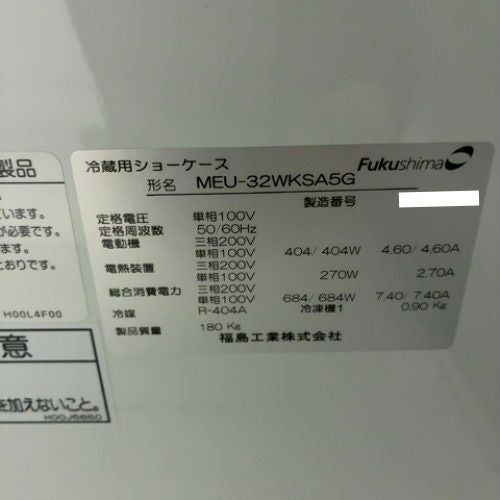 製品
います。
が必要です。
い。
とおりです。
H00L4F00
意
を加えないこと。
H00J5660
冷蔵用ショーケース
Fukushima
形名 MEU-32WKSA5G
製造番号
定格電圧 単相100V
定格周波数 50/60Hz
電動機 三相200V
単相100V 404/404W 4.60/4.60A
電熱装置 三相200V
単相100V 270W 2.70A
総合消費電力 三相200V
単相100V 684/684W 7.40/7.40A
冷媒 R-404A 冷凍機1 0.90 Kg
製品質量 180 Kg
福島工業株式会社